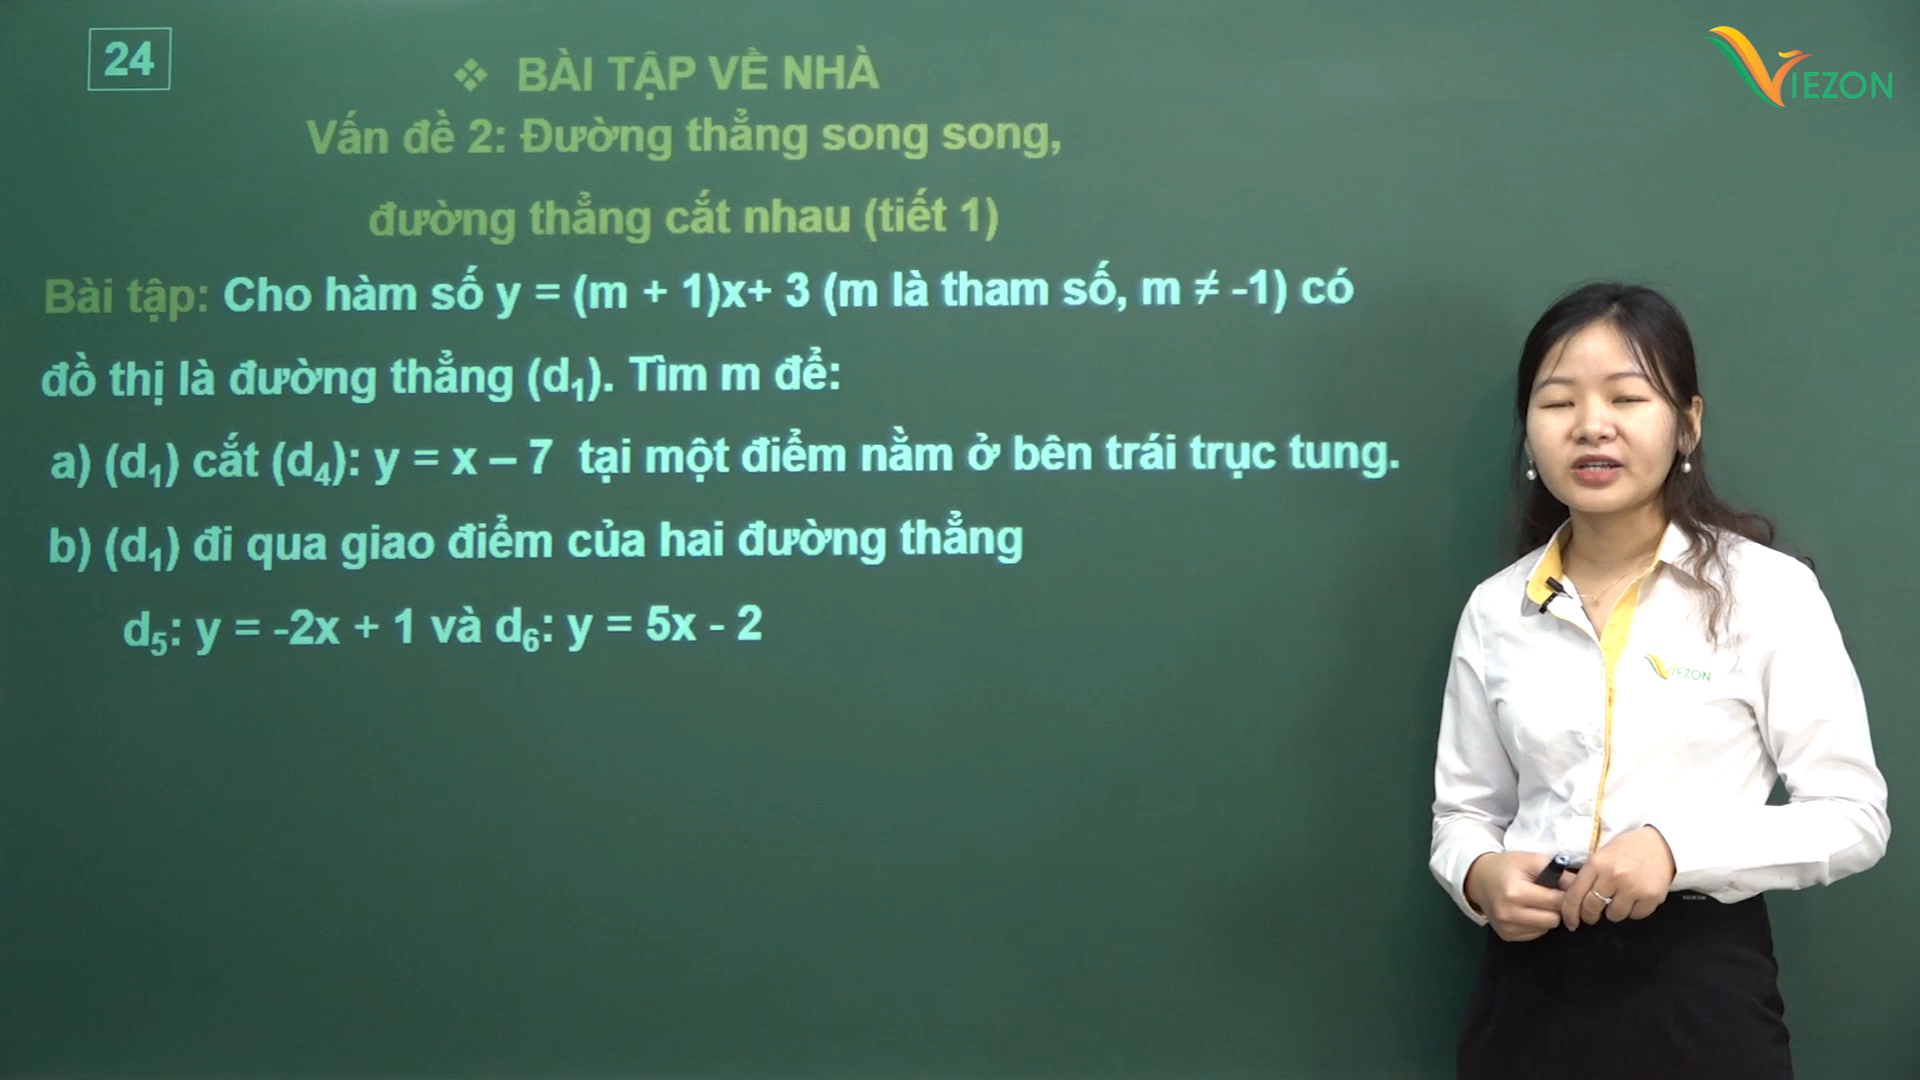 24
VIEZON
❖ BÀI TẬP VỀ NHÀ
Vấn đề 2: Đường thẳng song song,
đường thẳng cắt nhau (tiết 1)
Bài tập: Cho hàm số y = (m + 1)x+ 3 (m là tham số, m ≠ -1) có
đồ thị là đường thẳng (d₁). Tìm m để:
a) (d₁) cắt (d₄): y = x – 7 tại một điểm nằm ở bên trái trục tung.
b) (d₁) đi qua giao điểm của hai đường thẳng
d₅: y = -2x + 1 và d₆: y = 5x - 2
VIEZON